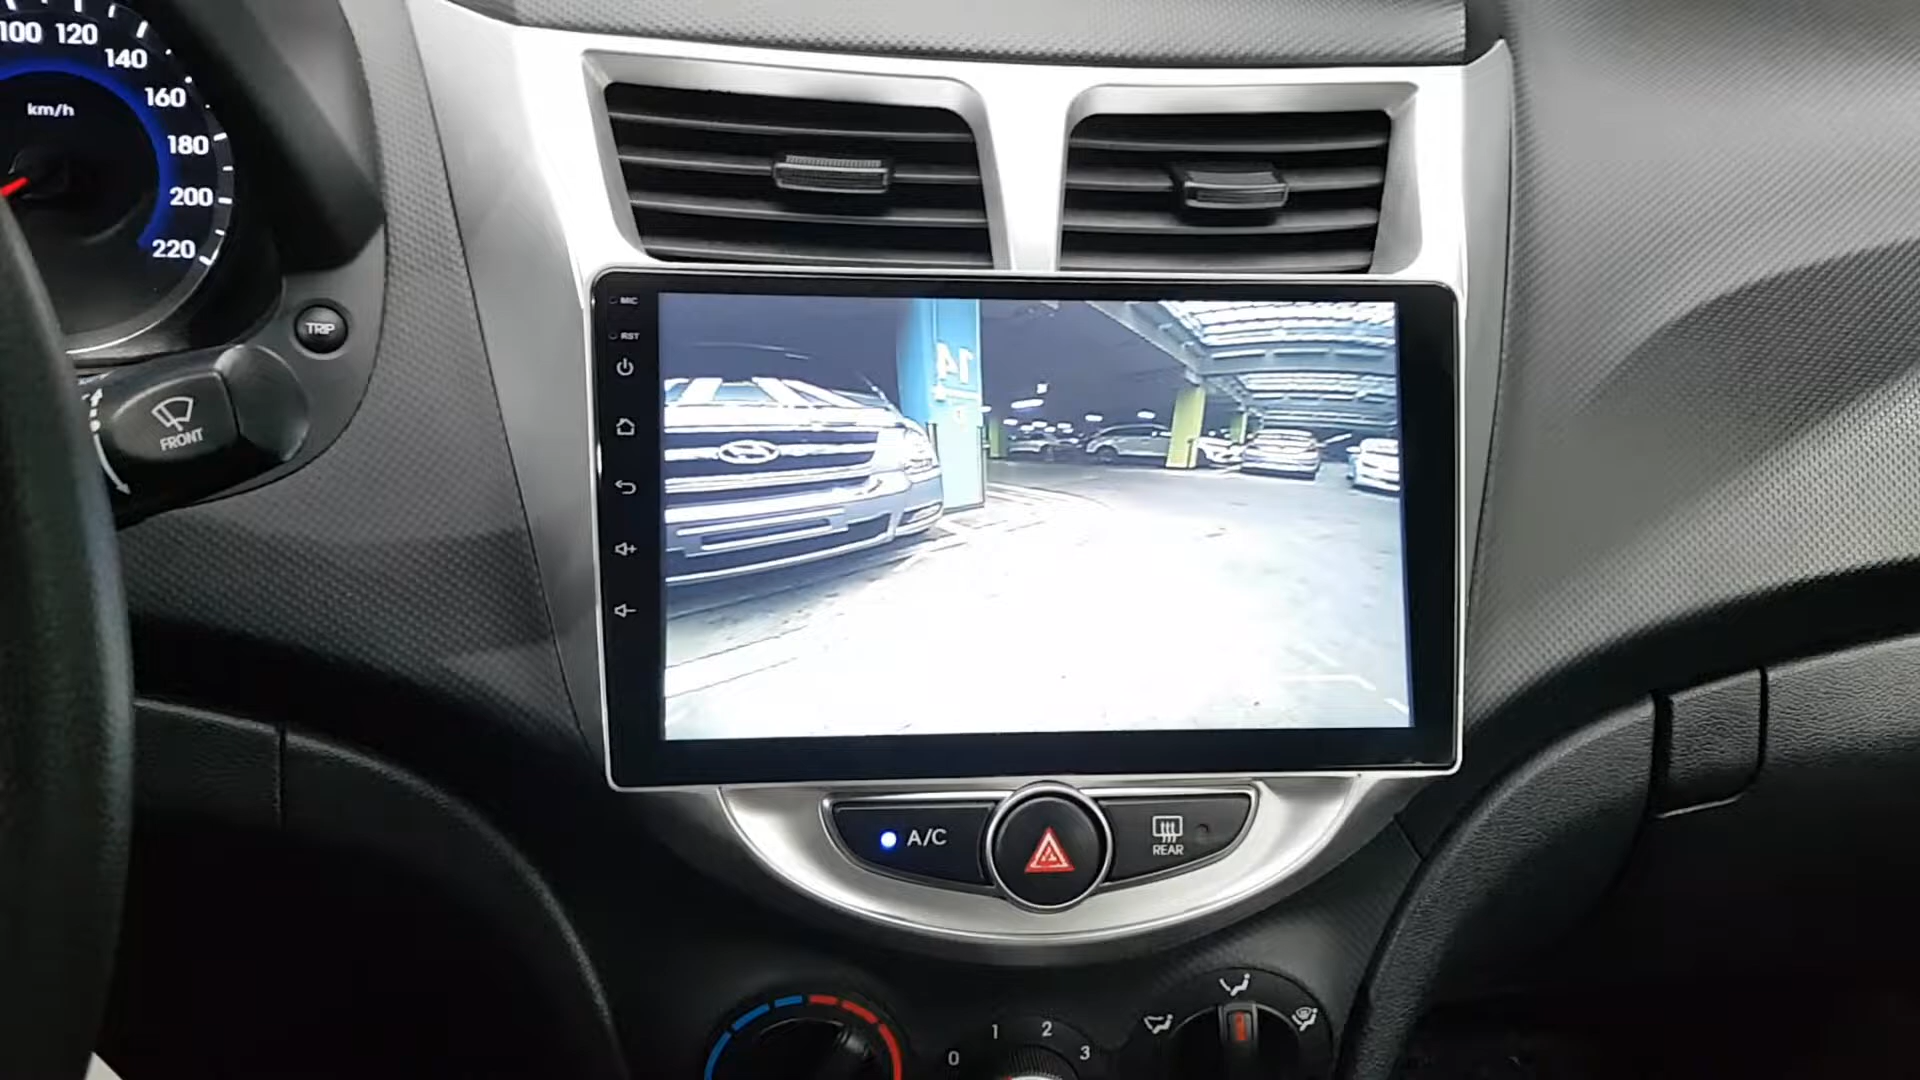 100 120
140
160
km/h
180
200
220
TRIP
FRONT
MIC
RST
14
A/C
REAR
0 1 2 3